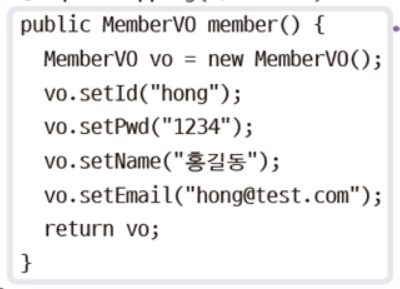 public MemberVO member() {
MemberVO vo = new MemberVO();
vo.setId("hong");
vo.setPwd("1234");
vo.setName("홍길동");
vo.setEmail("hong@test.com");
return vo;
}